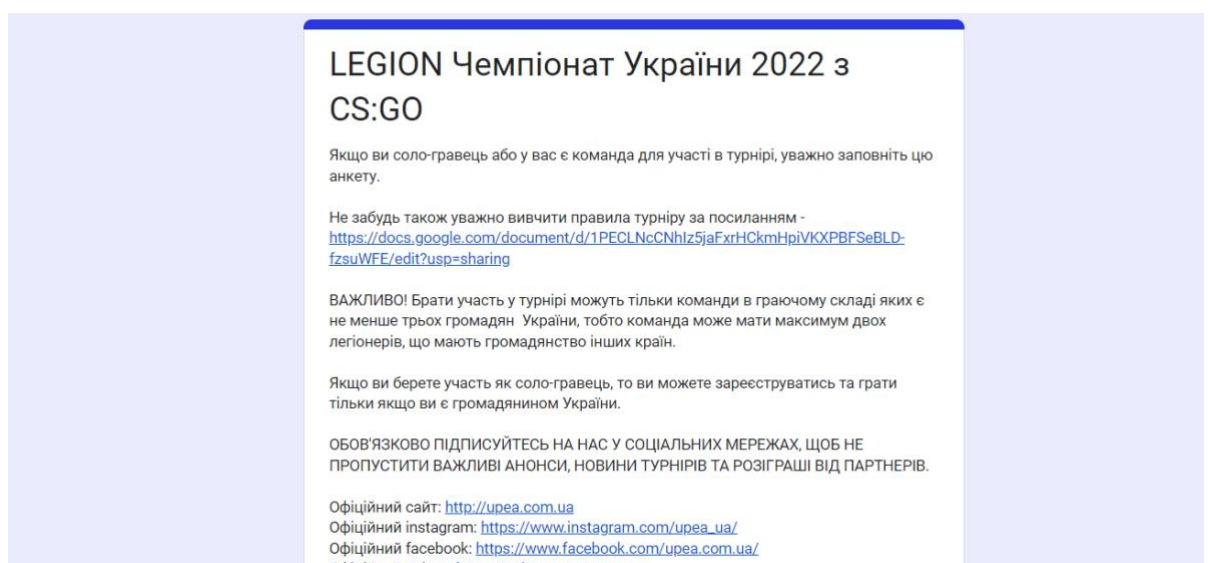 LEGION Чемпіонат України 2022 з
CS:GO
Якщо ви соло-гравець або у вас є команда для участі в турнірі, уважно заповніть цю
анкету.
Не забудь також уважно вивчити правила турніру за посиланням -
https://docs.google.com/document/d/1PECLNcCNhIz5jaFxrHCkmHpiVKXPBFSeBLD-
fzsuWFE/edit?usp=sharing
ВАЖЛИВО! Брати участь у турнірі можуть тільки команди в граючому складі яких є
не менше трьох громадян  України, тобто команда може мати максимум двох
легіонерів, що мають громадянство інших країн.
Якщо ви берете участь як соло-гравець, то ви можете зареєструватись та грати
тільки якщо ви є громадянином України.
ОБОВ'ЯЗКОВО ПІДПИСУЙТЕСЬ НА НАС У СОЦІАЛЬНИХ МЕРЕЖАХ, ЩОБ НЕ
ПРОПУСТИТИ ВАЖЛИВІ АНОНСИ, НОВИНИ ТУРНІРІВ ТА РОЗІГРАШІ ВІД ПАРТНЕРІВ.
Офіційний сайт: http://upea.com.ua
Офіційний instagram: https://www.instagram.com/upea_ua/
Офіційний facebook: https://www.facebook.com/upea.com.ua/